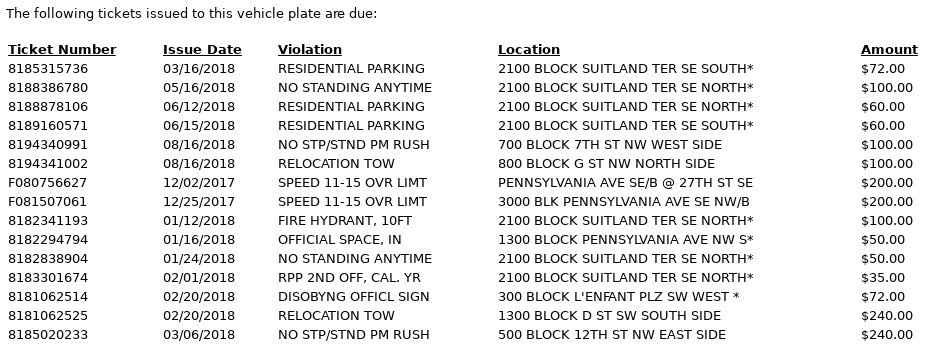 The following tickets issued to this vehicle plate are due:
Ticket Number Issue Date Violation Location Amount
8185315736 03/16/2018 RESIDENTIAL PARKING 2100 BLOCK SUITLAND TER SE SOUTH* $72.00
8188386780 05/16/2018 NO STANDING ANYTIME 2100 BLOCK SUITLAND TER SE NORTH* $100.00
8188878106 06/12/2018 RESIDENTIAL PARKING 2100 BLOCK SUITLAND TER SE NORTH* $60.00
8189160571 06/15/2018 RESIDENTIAL PARKING 2100 BLOCK SUITLAND TER SE SOUTH* $60.00
8194340991 08/16/2018 NO STP/STND PM RUSH 700 BLOCK 7TH ST NW WEST SIDE $100.00
8194341002 08/16/2018 RELOCATION TOW 800 BLOCK G ST NW NORTH SIDE $100.00
F080756627 12/02/2017 SPEED 11-15 OVR LIMT PENNSYLVANIA AVE SE/B @ 27TH ST SE $200.00
F081507061 12/25/2017 SPEED 11-15 OVR LIMT 3000 BLK PENNSYLVANIA AVE SE NW/B $200.00
8182341193 01/12/2018 FIRE HYDRANT, 10FT 2100 BLOCK SUITLAND TER SE NORTH* $100.00
8182294794 01/16/2018 OFFICIAL SPACE, IN 1300 BLOCK PENNSYLVANIA AVE NW S* $50.00
8182838904 01/24/2018 NO STANDING ANYTIME 2100 BLOCK SUITLAND TER SE NORTH* $50.00
8183301674 02/01/2018 RPP 2ND OFF, CAL. YR 2100 BLOCK SUITLAND TER SE NORTH* $35.00
8181062514 02/20/2018 DISOBYNG OFFICL SIGN 300 BLOCK L'ENFANT PLZ SW WEST * $72.00
8181062525 02/20/2018 RELOCATION TOW 1300 BLOCK D ST SW SOUTH SIDE $240.00
8185020233 03/06/2018 NO STP/STND PM RUSH 500 BLOCK 12TH ST NW EAST SIDE $240.00